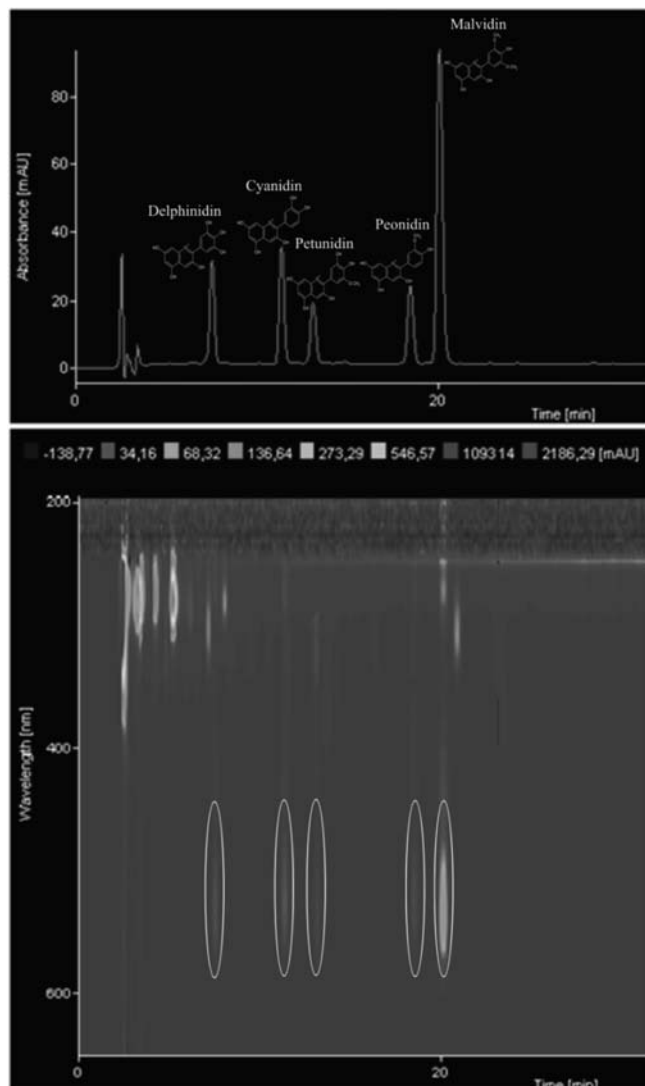 Malvidin
80
Absorbance [mAU]
60
Cyanidin
Delphinidin
Peonidin
Petunidin
40
20
0
0 20
Time [min]
-138,77 34,16 68,32 136,64 273,29 546,57 109314 2186,29 [mAU]
200
Wavelength [nm]
400
600
0 20
Time [min]